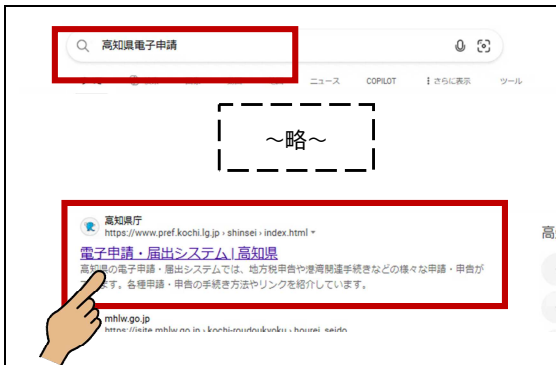 高知県電子申請
ニュース COPILOT さらに表示 ツール
～略～
高知県庁
https://www.pref.kochi.lg.jp › shinsei › index.html
電子申請・届出システム | 高知県
高知県の電子申請・届出システムでは、地方税申告や港湾関連手続きなどの様々な申請・申告が
ます。各種申請・申告の手続き方法やリンクを紹介しています。
高
mhlw.go.jp
https://jsite.mhlw.go.jp › kochi-roudoukyoku › hourei_seido